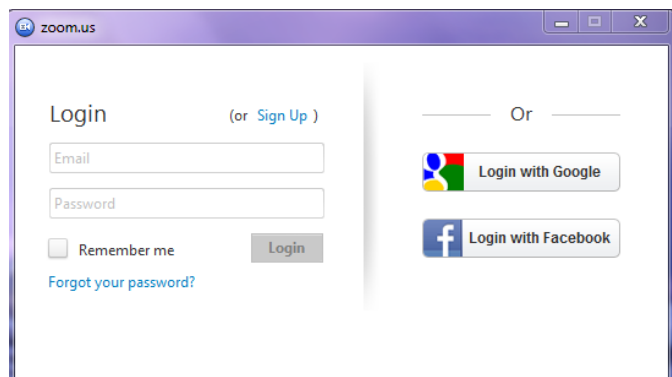 zoom.us
Login (or Sign Up )
Email
Password
Remember me Login
Forgot your password?
Or
Login with Google
Login with Facebook